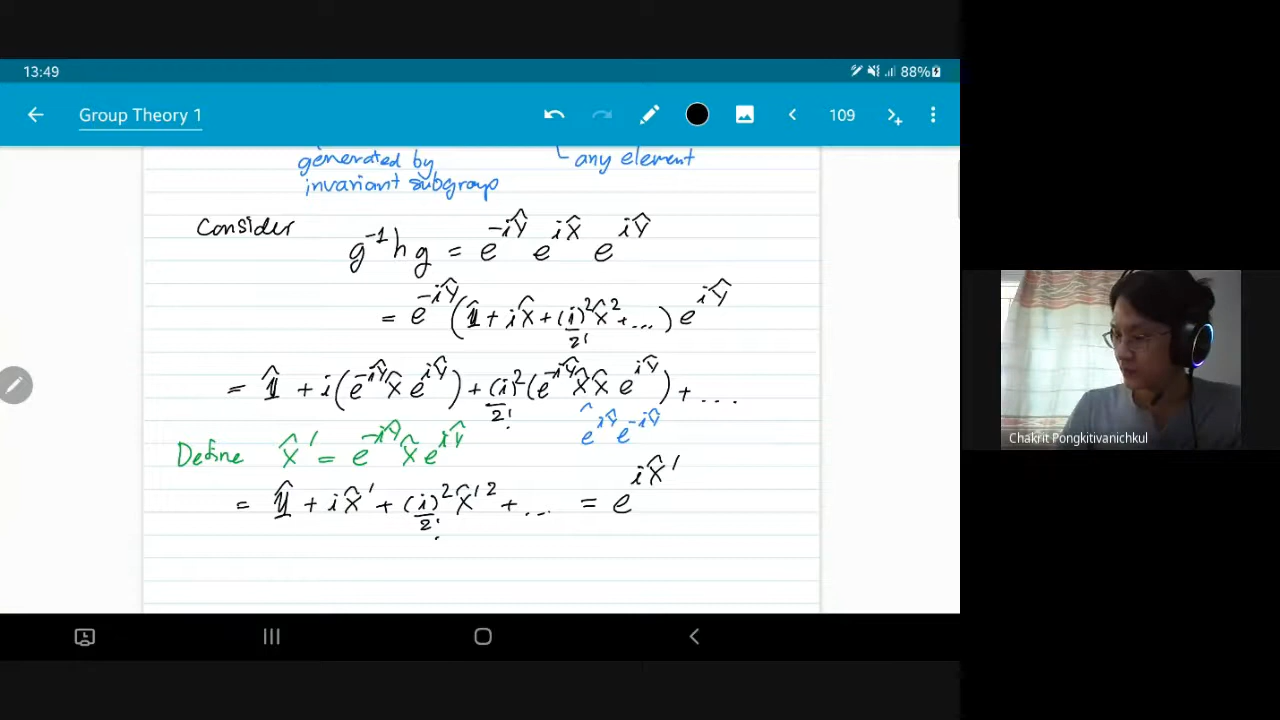 13:49
88%
Group Theory 1
109
generated by
invariant subgroup
any element
Consider
g⁻¹hg = e^{-iŶ} e^{iX̂} e^{iŶ}
= e^{-iŶ}(1̂ + iX̂ + (i)²/2! X̂² + ...) e^{iŶ}
= 1̂ + i(e^{-iŶ} X̂ e^{iŶ}) + (i)²/2! (e^{-iŶ} X̂ X̂ e^{iŶ}) + ...
e^{iŶ} e^{-iŶ}
Define X̂′ = e^{-iŶ} X̂ e^{iŶ}
= 1̂ + iX̂′ + (i)²/2! X̂′² + ... = e^{iX̂′}
Chakrit Pongkitivanichkul